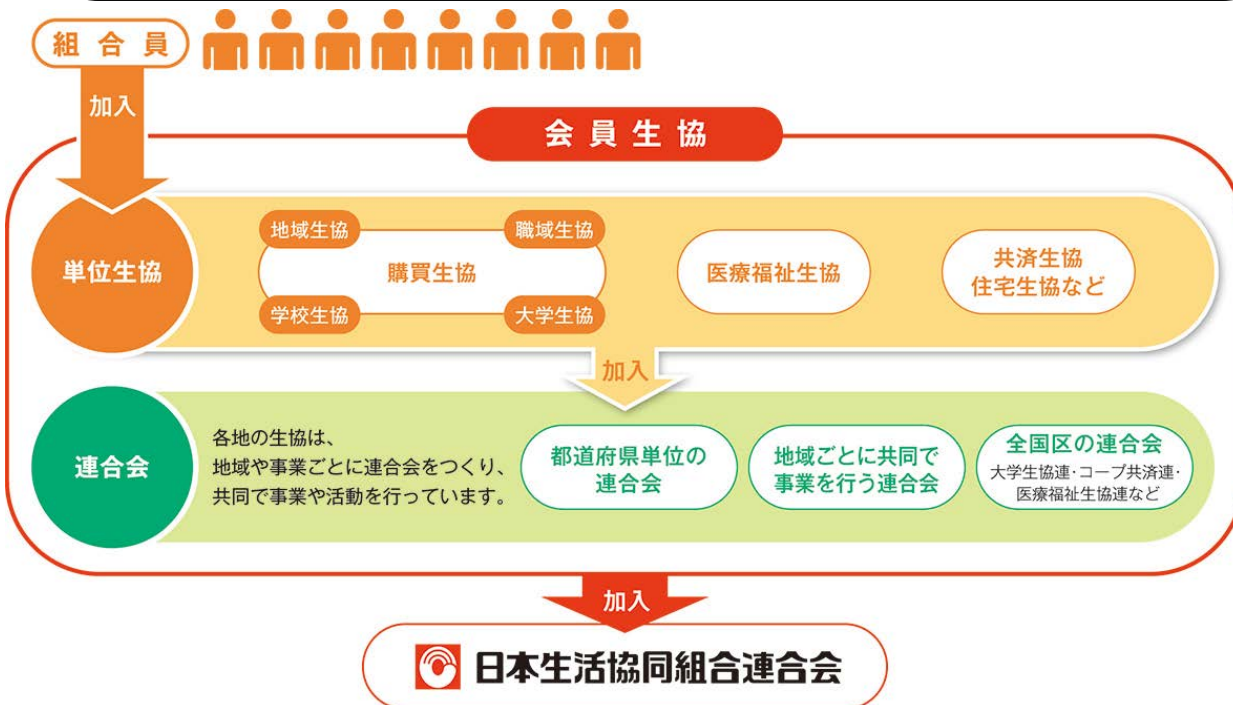 組合員
加入
会員生協
単位生協
地域生協
職域生協
購買生協
学校生協
大学生協
医療福祉生協
共済生協
住宅生協など
加入
連合会
各地の生協は、
地域や事業ごとに連合会をつくり、
共同で事業や活動を行っています。
都道府県単位の
連合会
地域ごとに共同で
事業を行う連合会
全国区の連合会
大学生協連・コープ共済連・
医療福祉生協連など
加入
日本生活協同組合連合会